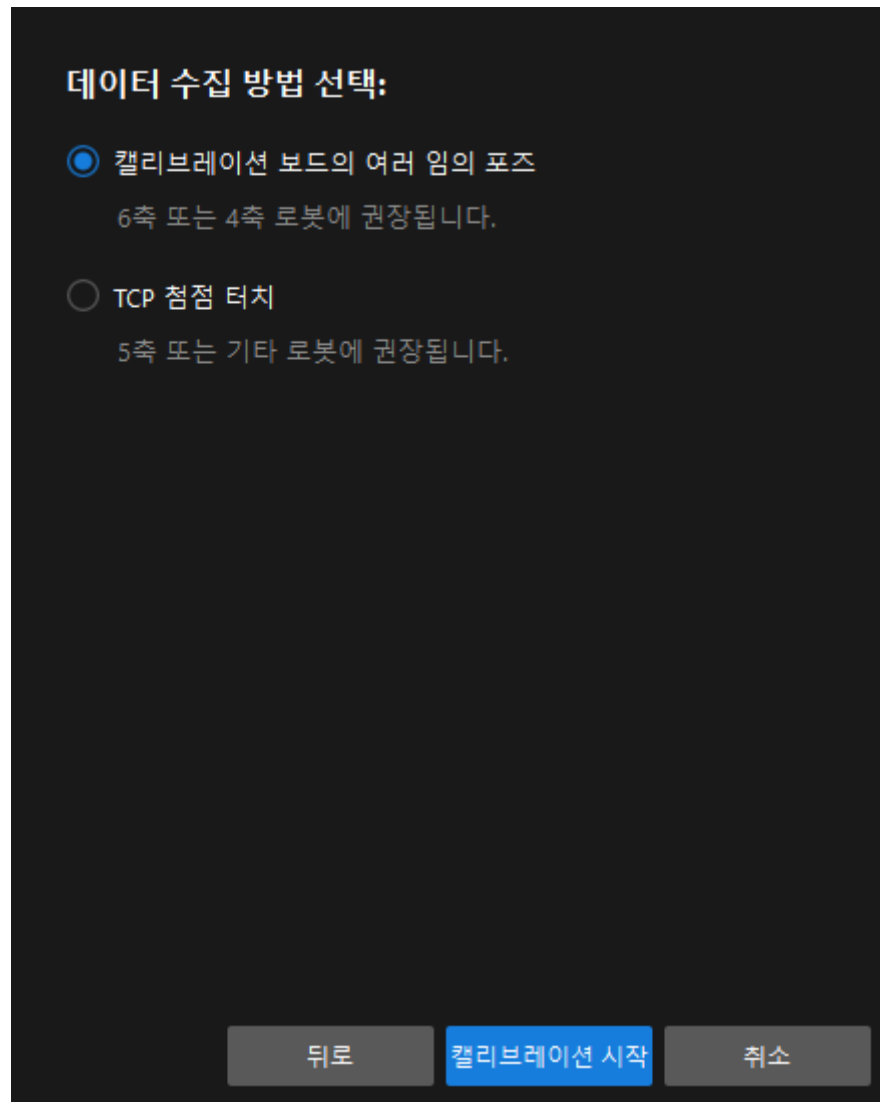 데이터 수집 방법 선택:
캘리브레이션 보드의 여러 임의 포즈
6축 또는 4축 로봇에 권장됩니다.
TCP 첨점 터치
5축 또는 기타 로봇에 권장됩니다.
뒤로
캘리브레이션 시작
취소